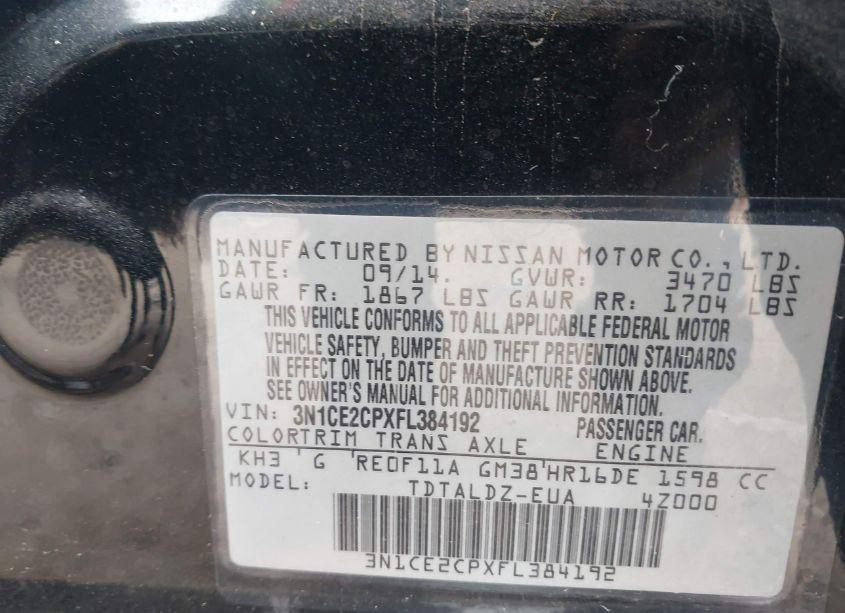 MANUFACTURED BY NISSAN MOTOR CO., LTD.
DATE: 09/14. GVWR: 3470 LBS
GAWR FR: 1867 LBS GAWR RR: 1704 LBS
THIS VEHICLE CONFORMS TO ALL APPLICABLE FEDERAL MOTOR
VEHICLE SAFETY, BUMPER AND THEFT PREVENTION STANDARDS
IN EFFECT ON THE DATE OF MANUFACTURE SHOWN ABOVE.
SEE OWNER'S MANUAL FOR ADDITIONAL INFORMATION.
VIN: 3N1CE2CPXFL384192 PASSENGER CAR.
COLORTRIM TRANS AXLE ENGINE
KH3 'G 'RE0F11A GM38'HR16DE 1598 CC
MODEL: TDTALDZ-EUA 4Z000
3N1CE2CPXFL384192